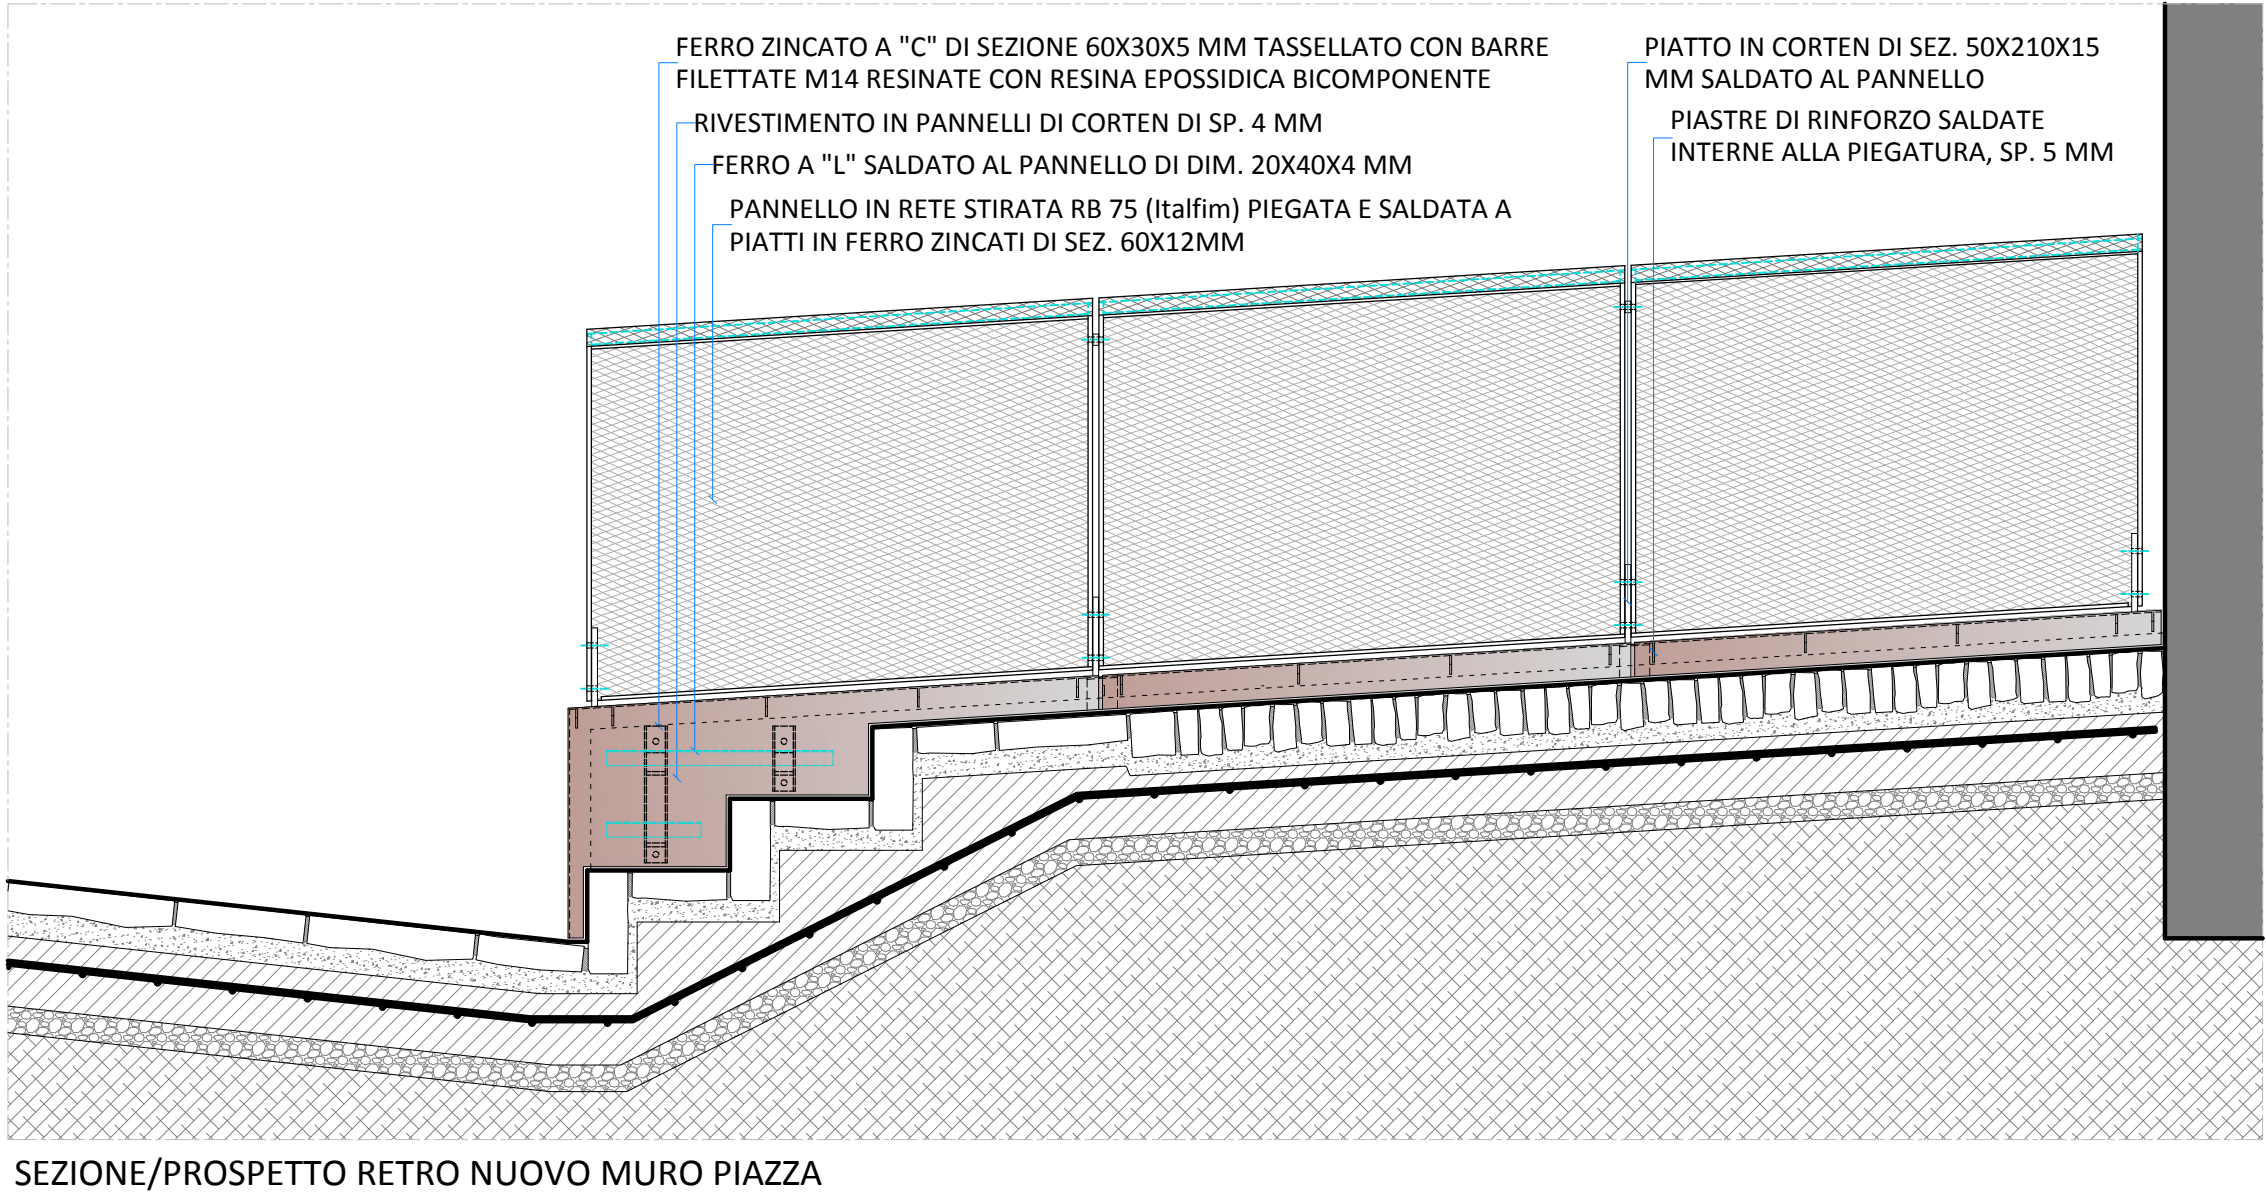 FERRO ZINCATO A "C" DI SEZIONE 60X30X5 MM TASSELLATO CON BARRE
FILETTATE M14 RESINATE CON RESINA EPOSSIDICA BICOMPONENTE
RIVESTIMENTO IN PANNELLI DI CORTEN DI SP. 4 MM
FERRO A "L" SALDATO AL PANNELLO DI DIM. 20X40X4 MM
PANNELLO IN RETE STIRATA RB 75 (Italfim) PIEGATA E SALDATA A
PIATTI IN FERRO ZINCATI DI SEZ. 60X12MM
PIATTO IN CORTEN DI SEZ. 50X210X15
MM SALDATO AL PANNELLO
PIASTRE DI RINFORZO SALDATE
INTERNE ALLA PIEGATURA, SP. 5 MM
SEZIONE/PROSPETTO RETRO NUOVO MURO PIAZZA